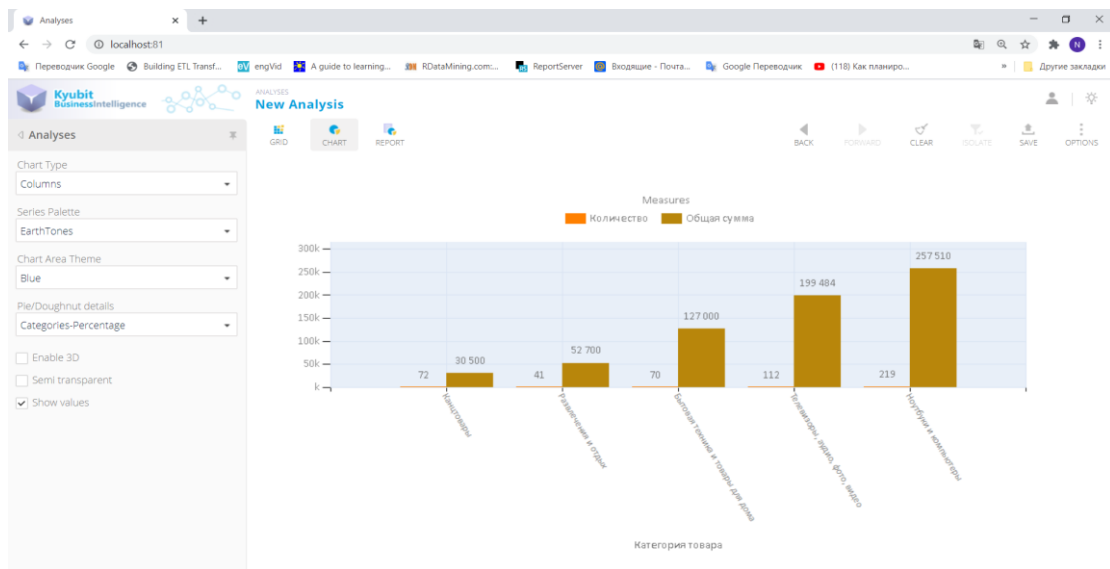 Analyses
localhost:81
Переводчик Google
Building ETL Transf...
engVid
A guide to learning...
RDataMining.com:...
ReportServer
Входящие - Почта...
Google Переводчик
(118) Как планиро...
»
Другие закладки
Kyubit
BusinessIntelligence
ANALYSES
New Analysis
Analyses
GRID
CHART
REPORT
BACK
FORWARD
CLEAR
ISOLATE
SAVE
OPTIONS
Chart Type
Columns
Series Palette
EarthTones
Chart Area Theme
Blue
Pie/Doughnut details
Categories-Percentage
Enable 3D
Semi transparent
Show values
Measures
Количество
Общая сумма
300k
250k
200k
150k
100k
50k
k
72
30 500
41
52 700
70
127 000
112
199 484
219
257 510
Канцтовары
Развлечения и отдых
Бытовая техника и товары для дома
Телевизоры, аудио, фото, видео
Ноутбуки и компьютеры
Категория товара
N